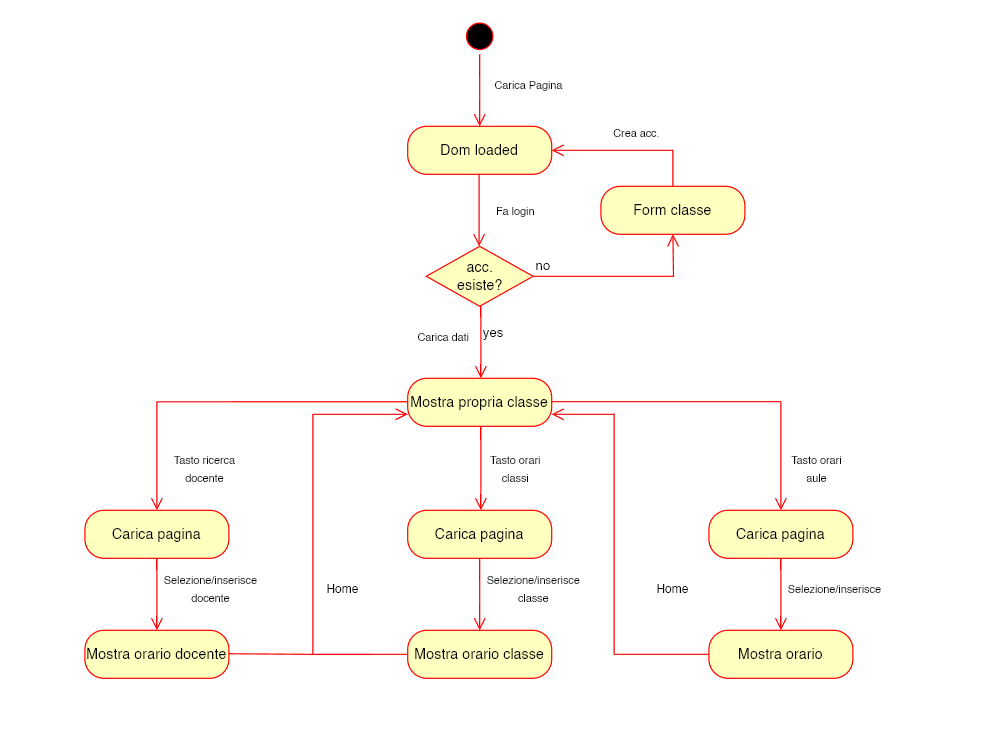 Carica Pagina
Dom loaded
Crea acc.
Form classe
Fa login
acc.
esiste?
no
Carica dati
yes
Mostra propria classe
Tasto ricerca
docente
Tasto orari
classi
Tasto orari
aule
Carica pagina
Carica pagina
Carica pagina
Selezione/inserisce
docente
Home
Selezione/inserisce
classe
Home
Selezione/inserisce
Mostra orario docente
Mostra orario classe
Mostra orario